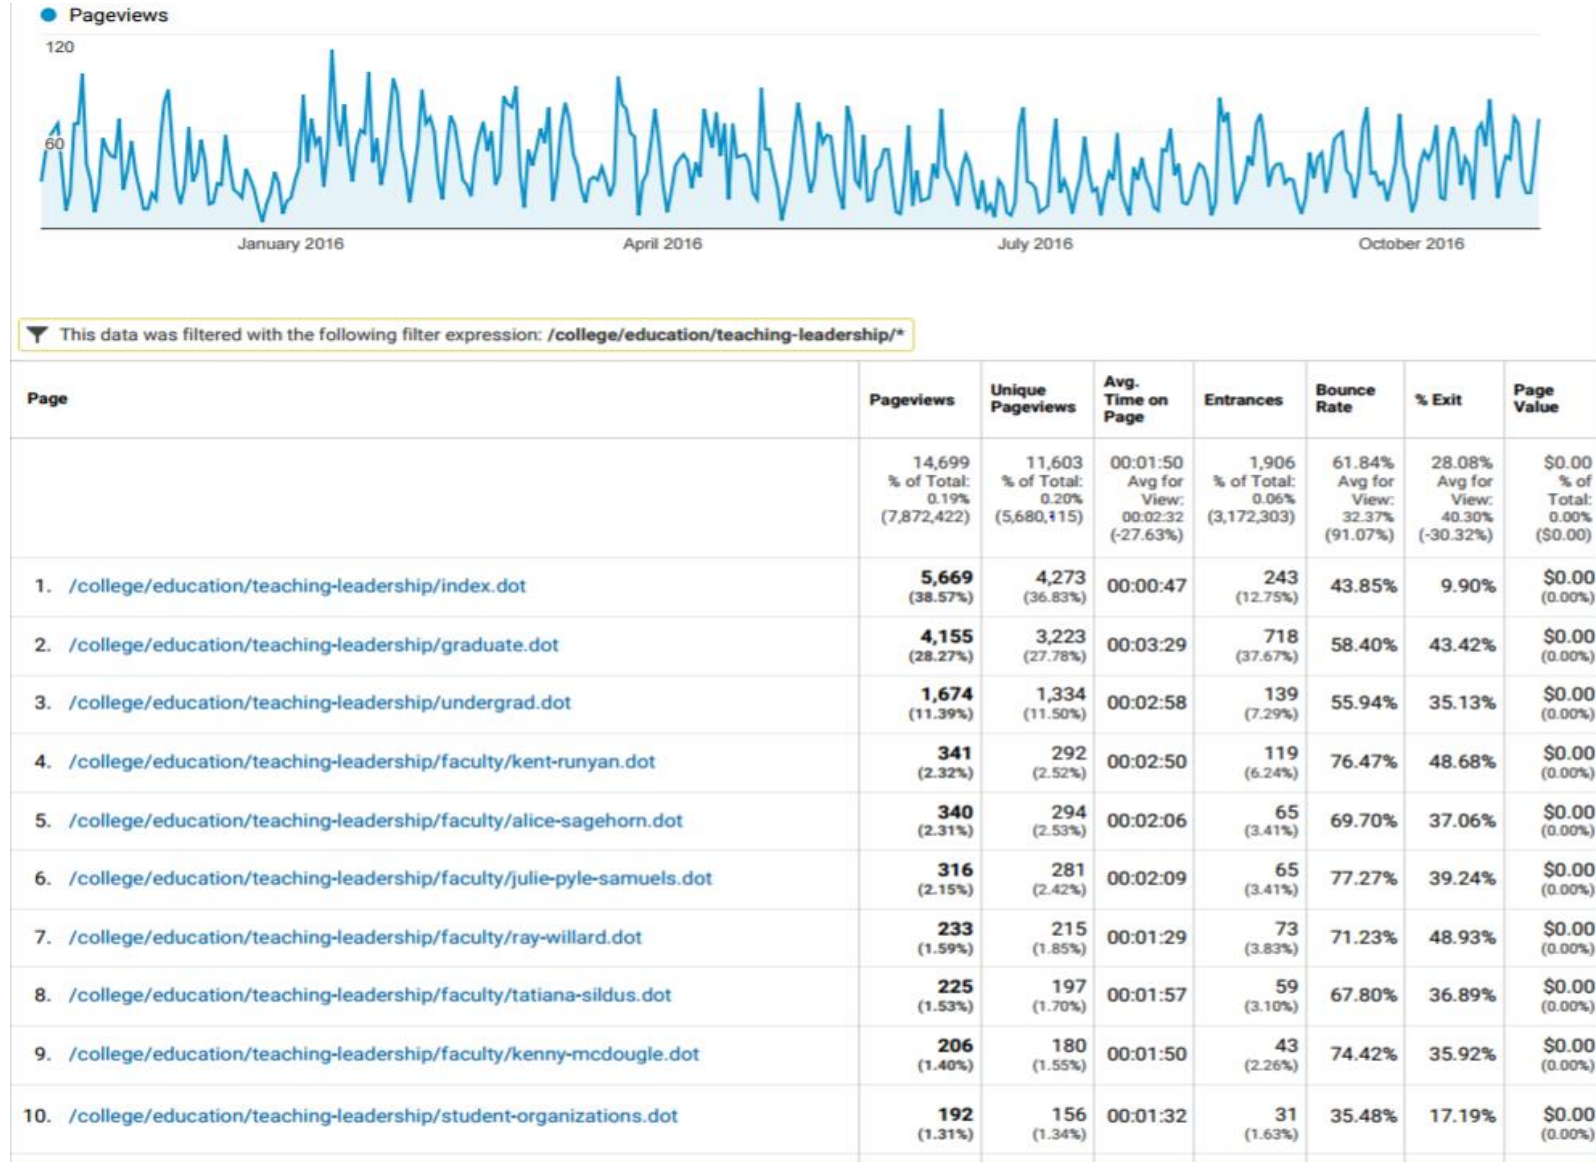 Pageviews
120
60
January 2016 April 2016 July 2016 October 2016
This data was filtered with the following filter expression: /college/education/teaching-leadership/*
Page Pageviews Unique Pageviews Avg. Time on Page Entrances Bounce Rate % Exit Page Value
14,699 11,603 00:01:50 1,906 61.84% 28.08% $0.00
% of Total: % of Total: Avg for % of Total: Avg for Avg for % of
0.19% 0.20% View: 0.06% View: View: Total:
(7,872,422) (5,680,115) 00:02:32 (3,172,303) 32.37% 40.30% 0.00%
(-27.63%) (91.07%) (-30.32%) ($0.00)
1. /college/education/teaching-leadership/index.dot 5,669 4,273 00:00:47 243 43.85% 9.90% $0.00
(38.57%) (36.83%) (12.75%) (0.00%)
2. /college/education/teaching-leadership/graduate.dot 4,155 3,223 00:03:29 718 58.40% 43.42% $0.00
(28.27%) (27.78%) (37.67%) (0.00%)
3. /college/education/teaching-leadership/undergrad.dot 1,674 1,334 00:02:58 139 55.94% 35.13% $0.00
(11.39%) (11.50%) (7.29%) (0.00%)
4. /college/education/teaching-leadership/faculty/kent-runyan.dot 341 292 00:02:50 119 76.47% 48.68% $0.00
(2.32%) (2.52%) (6.24%) (0.00%)
5. /college/education/teaching-leadership/faculty/alice-sagehorn.dot 340 294 00:02:06 65 69.70% 37.06% $0.00
(2.31%) (2.53%) (3.41%) (0.00%)
6. /college/education/teaching-leadership/faculty/julie-pyle-samuels.dot 316 281 00:02:09 65 77.27% 39.24% $0.00
(2.15%) (2.42%) (3.41%) (0.00%)
7. /college/education/teaching-leadership/faculty/ray-willard.dot 233 215 00:01:29 73 71.23% 48.93% $0.00
(1.59%) (1.85%) (3.83%) (0.00%)
8. /college/education/teaching-leadership/faculty/tatiana-sildus.dot 225 197 00:01:57 59 67.80% 36.89% $0.00
(1.53%) (1.70%) (3.10%) (0.00%)
9. /college/education/teaching-leadership/faculty/kenny-mcdougle.dot 206 180 00:01:50 43 74.42% 35.92% $0.00
(1.40%) (1.55%) (2.26%) (0.00%)
10. /college/education/teaching-leadership/student-organizations.dot 192 156 00:01:32 31 35.48% 17.19% $0.00
(1.31%) (1.34%) (1.63%) (0.00%)